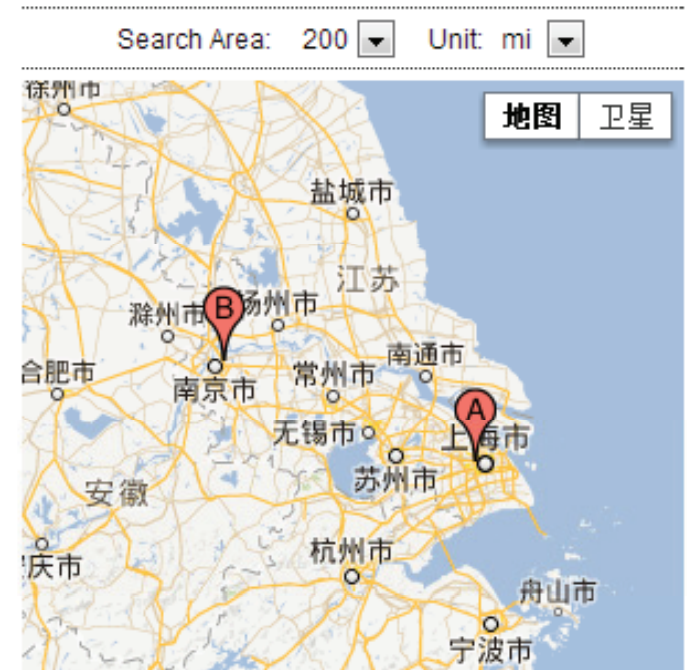 Search Area: 200 Unit: mi
徐州市
地图 卫星
盐城市
江苏
滁州市 B 扬州市
合肥市 南京市 常州市 南通市
A
无锡市 上海市
苏州市
安徽
杭州市
安庆市
舟山市
宁波市